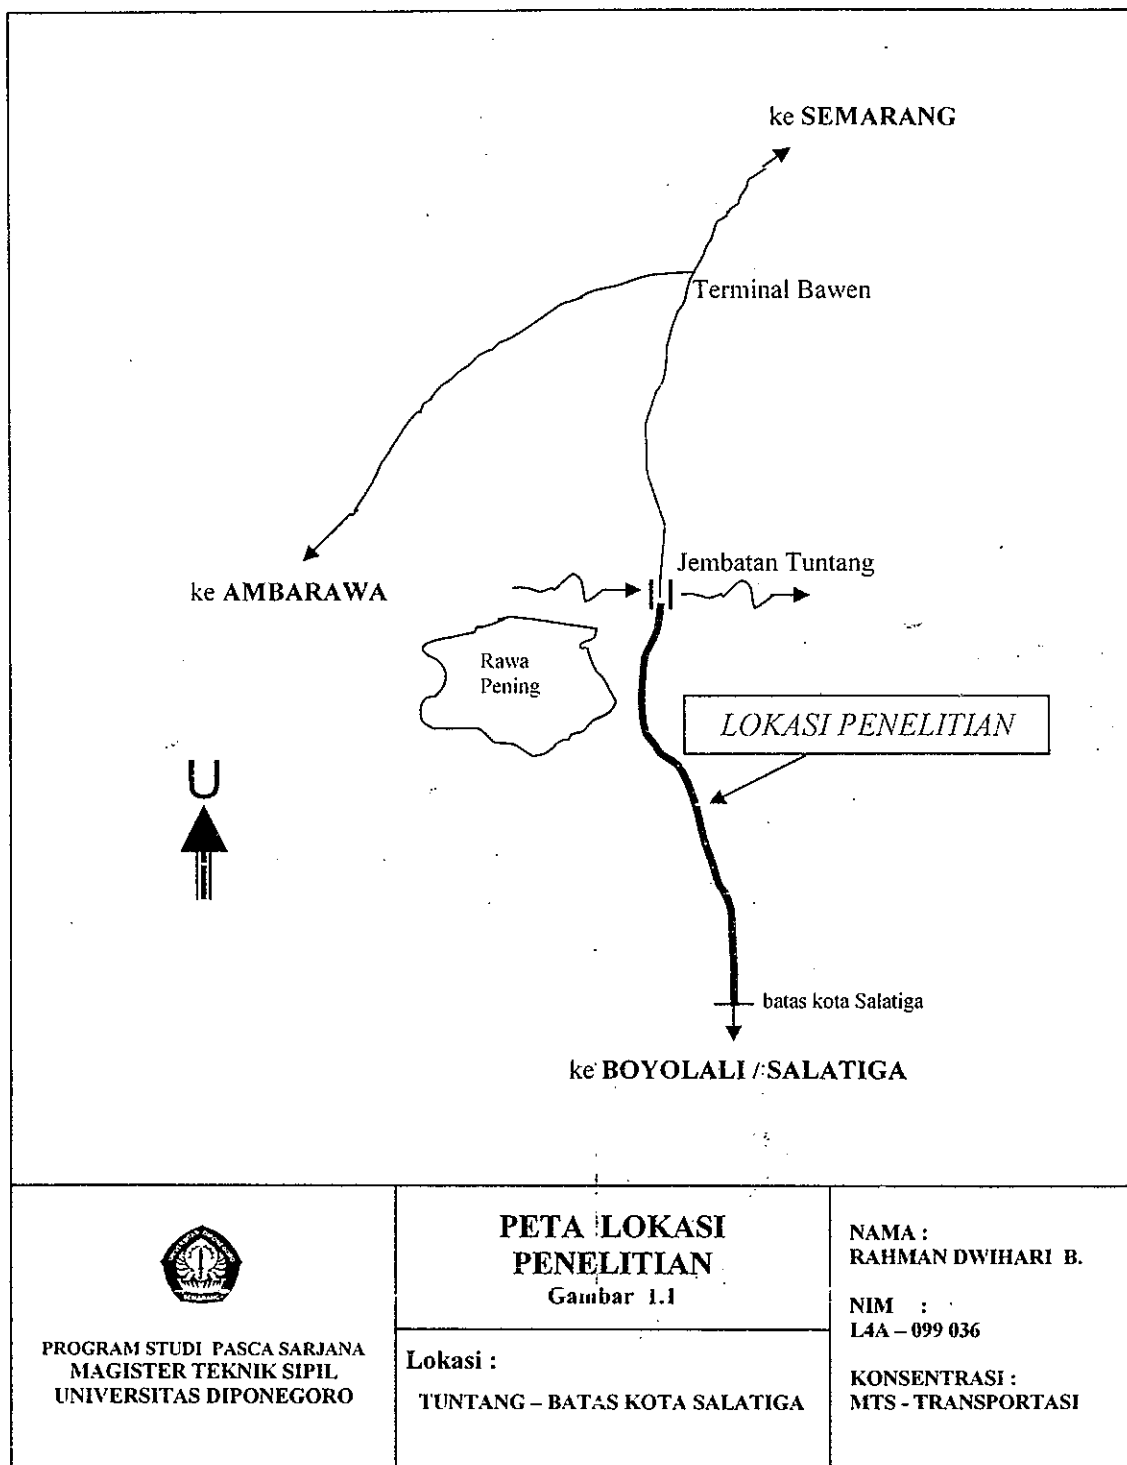 ke SEMARANG
Terminal Bawen
Jembatan Tuntang
ke AMBARAWA
Rawa
Pening
LOKASI PENELITIAN
U
batas kota Salatiga
ke BOYOLALI / SALATIGA
PROGRAM STUDI PASCA SARJANA
MAGISTER TEKNIK SIPIL
UNIVERSITAS DIPONEGORO
PETA LOKASI
PENELITIAN
Gambar 1.1
Lokasi :
TUNTANG – BATAS KOTA SALATIGA
NAMA :
RAHMAN DWIHARI B.
NIM :
L4A – 099 036
KONSENTRASI :
MTS - TRANSPORTASI